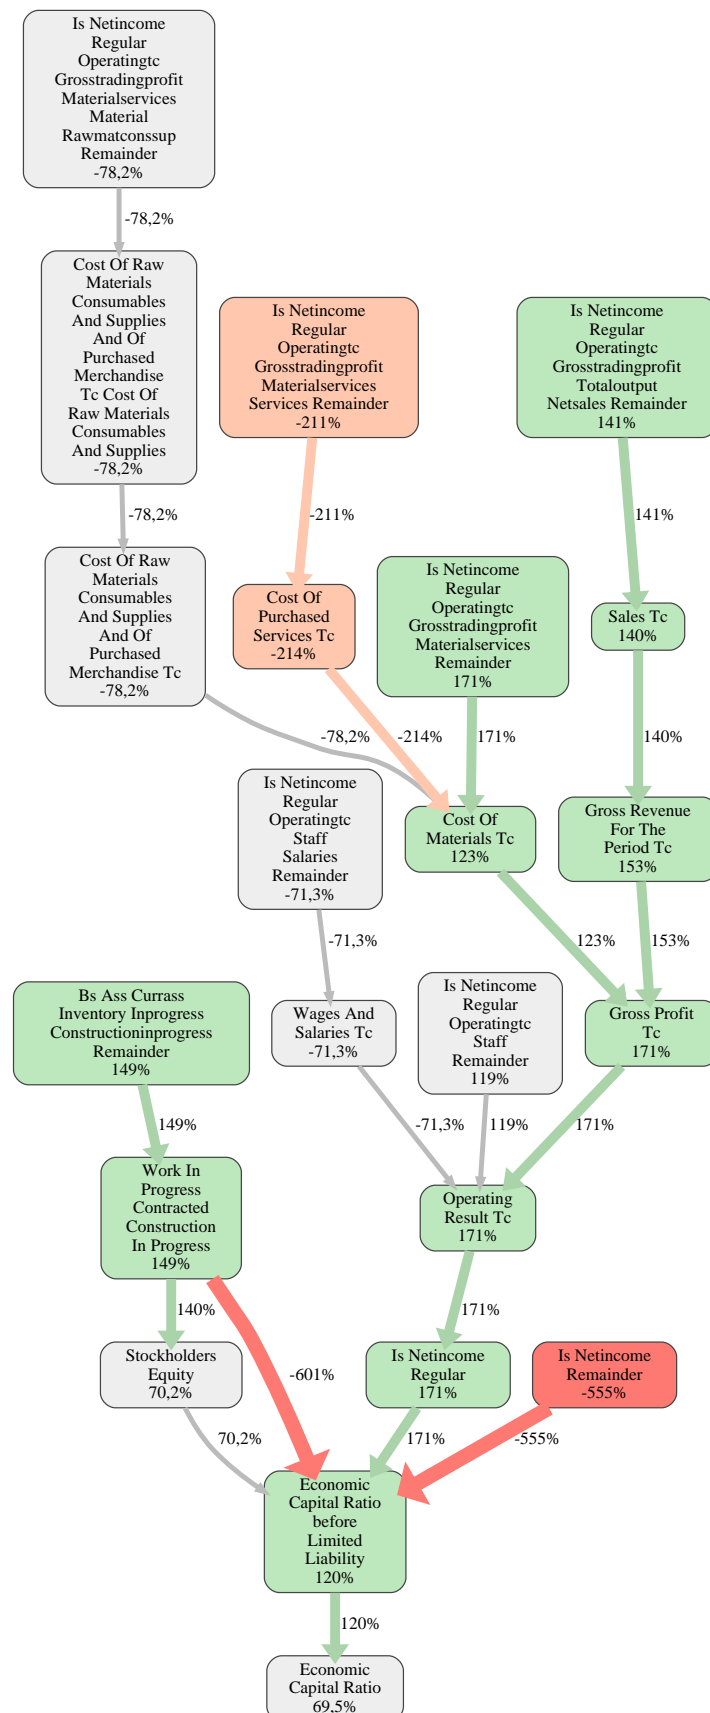 Is Netincome
Regular
Operatingtc
Grosstradingprofit
Materialservices
Material
Rawmatconssup
Remainder
-78,2%
-78,2%
Cost Of Raw
Materials
Consumables
And Supplies
And Of
Purchased
Merchandise
Tc Cost Of
Raw Materials
Consumables
And Supplies
-78,2%
Is Netincome
Regular
Operatingtc
Grosstradingprofit
Materialservices
Services Remainder
-211%
Is Netincome
Regular
Operatingtc
Grosstradingprofit
Totaloutput
Netsales Remainder
141%
-78,2%
-211%
141%
Cost Of Raw
Materials
Consumables
And Supplies
And Of
Purchased
Merchandise Tc
-78,2%
Cost Of
Purchased
Services Tc
-214%
Is Netincome
Regular
Operatingtc
Grosstradingprofit
Materialservices
Remainder
171%
Sales Tc
140%
-78,2%
-214%
171%
140%
Is Netincome
Regular
Operatingtc
Staff
Salaries
Remainder
-71,3%
Cost Of
Materials Tc
123%
Gross Revenue
For The
Period Tc
153%
-71,3%
123%
153%
Bs Ass Currass
Inventory Inprogress
Constructioninprogress
Remainder
149%
Wages And
Salaries Tc
-71,3%
Is Netincome
Regular
Operatingtc
Staff
Remainder
119%
Gross Profit
Tc
171%
149%
-71,3%
119%
171%
Work In
Progress
Contracted
Construction
In Progress
149%
Operating
Result Tc
171%
140%
-601%
171%
Stockholders
Equity
70,2%
Is Netincome
Regular
171%
Is Netincome
Remainder
-555%
70,2%
171%
-555%
Economic
Capital Ratio
before
Limited
Liability
120%
120%
Economic
Capital Ratio
69,5%